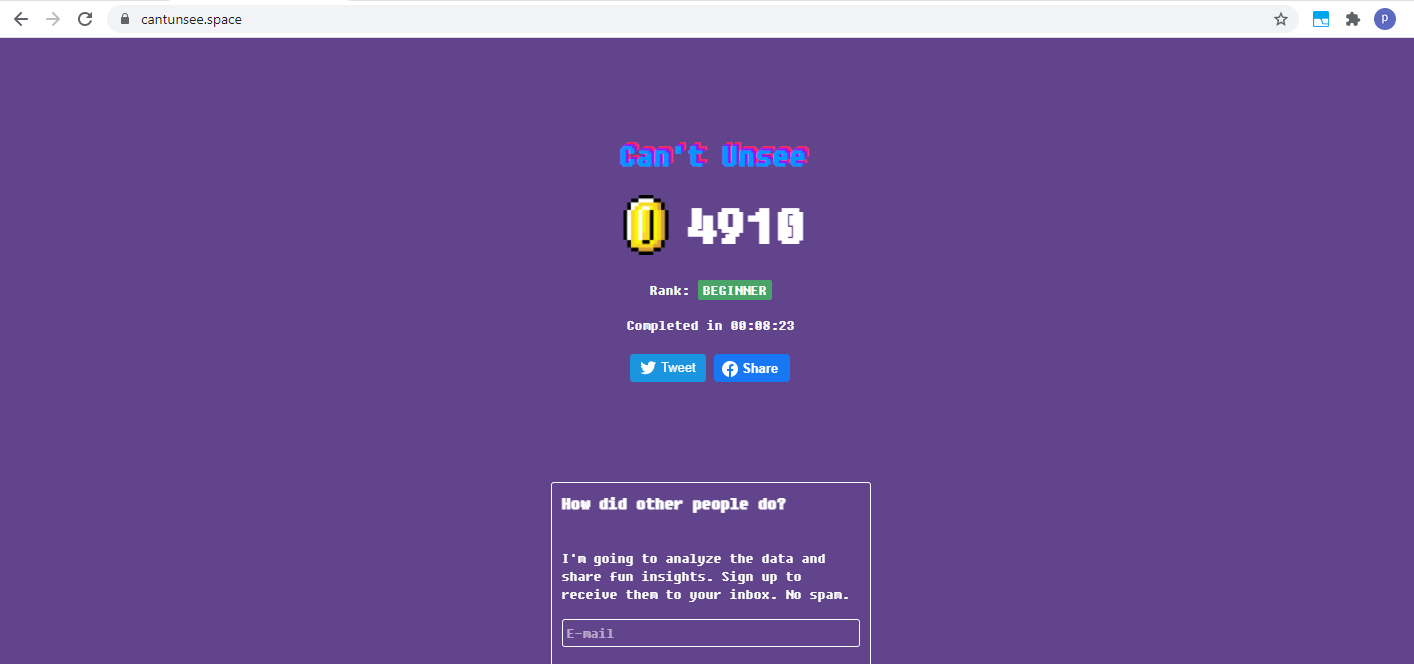 cantunsee.space
P
Can't Unsee
4910
Rank: BEGINNER
Completed in 00:08:23
Tweet
Share
How did other people do?
I'm going to analyze the data and
share fun insights. Sign up to
receive them to your inbox. No spam.
E-mail